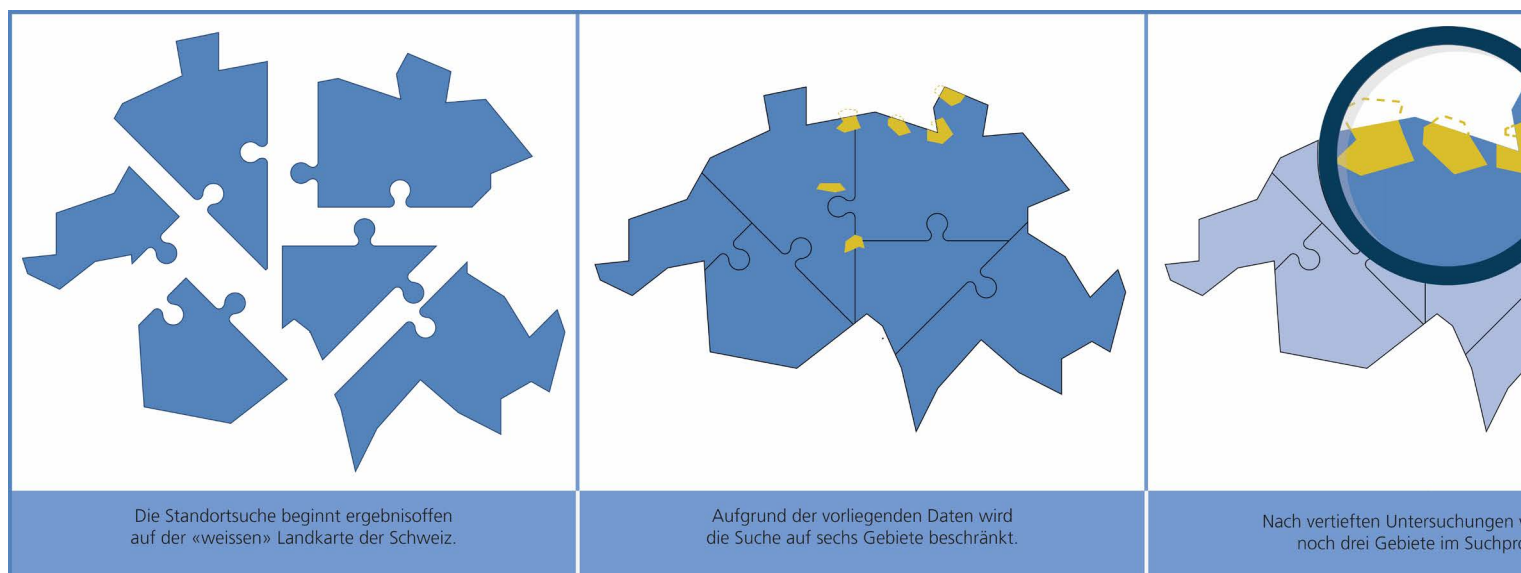 Die Standortsuche beginnt ergebnisoffen
auf der «weissen» Landkarte der Schweiz.
Aufgrund der vorliegenden Daten wird
die Suche auf sechs Gebiete beschränkt.
Nach vertieften Untersuchungen
noch drei Gebiete im